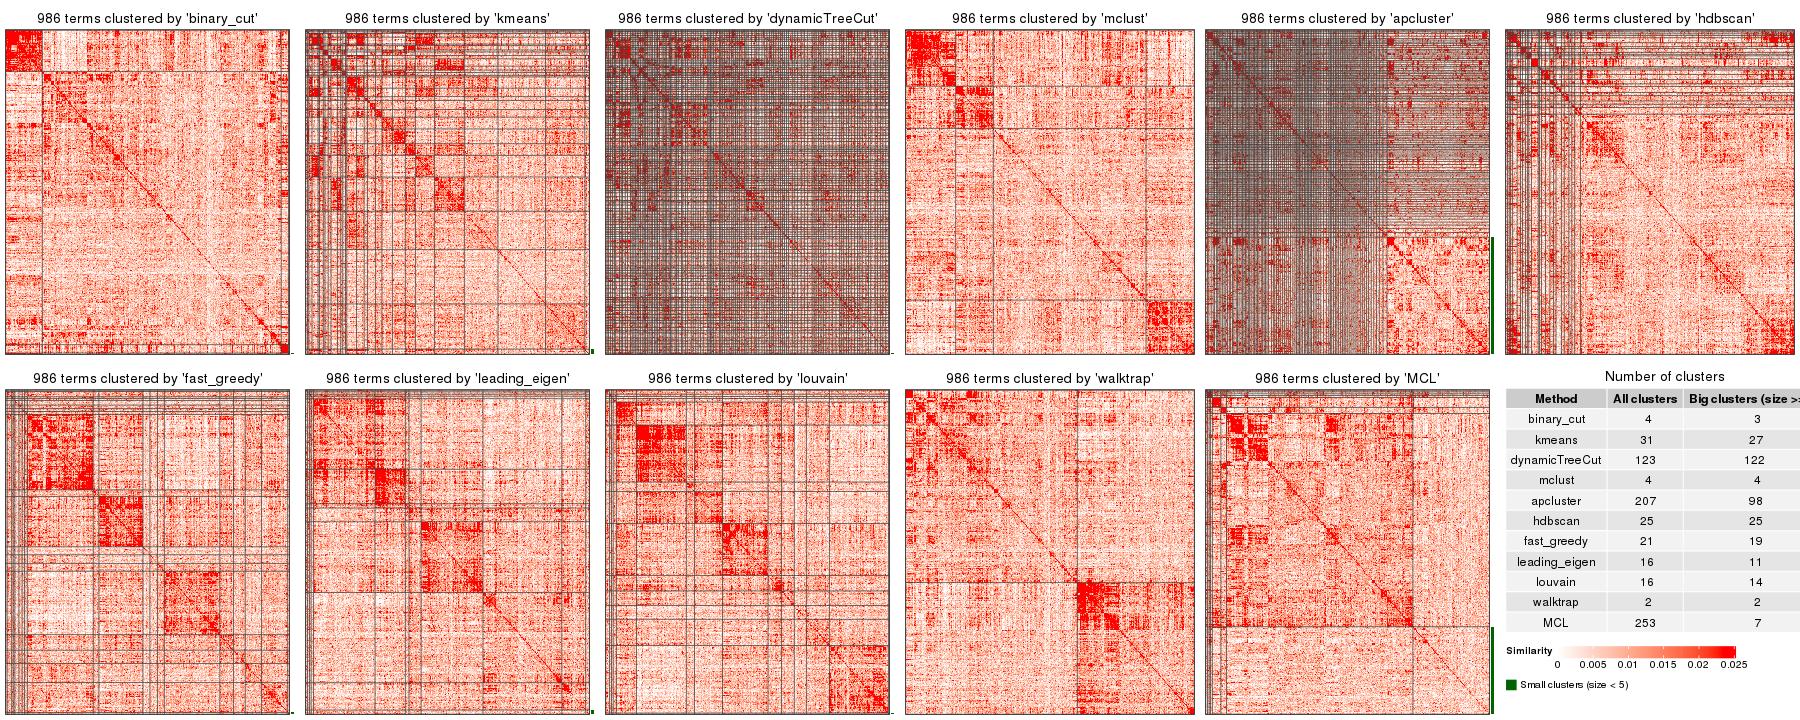 986 terms clustered by 'binary_cut'
986 terms clustered by 'kmeans'
986 terms clustered by 'dynamicTreeCut'
986 terms clustered by 'mclust'
986 terms clustered by 'apcluster'
986 terms clustered by 'hdbscan'
986 terms clustered by 'fast_greedy'
986 terms clustered by 'leading_eigen'
986 terms clustered by 'louvain'
986 terms clustered by 'walktrap'
986 terms clustered by 'MCL'
Number of clusters
Method All clusters Big clusters (size >
binary_cut 4 3
kmeans 31 27
dynamicTreeCut 123 122
mclust 4 4
apcluster 207 98
hdbscan 25 25
fast_greedy 21 19
leading_eigen 16 11
louvain 16 14
walktrap 2 2
MCL 253 7
Similarity
0 0.005 0.01 0.015 0.02 0.025
Small clusters (size < 5)